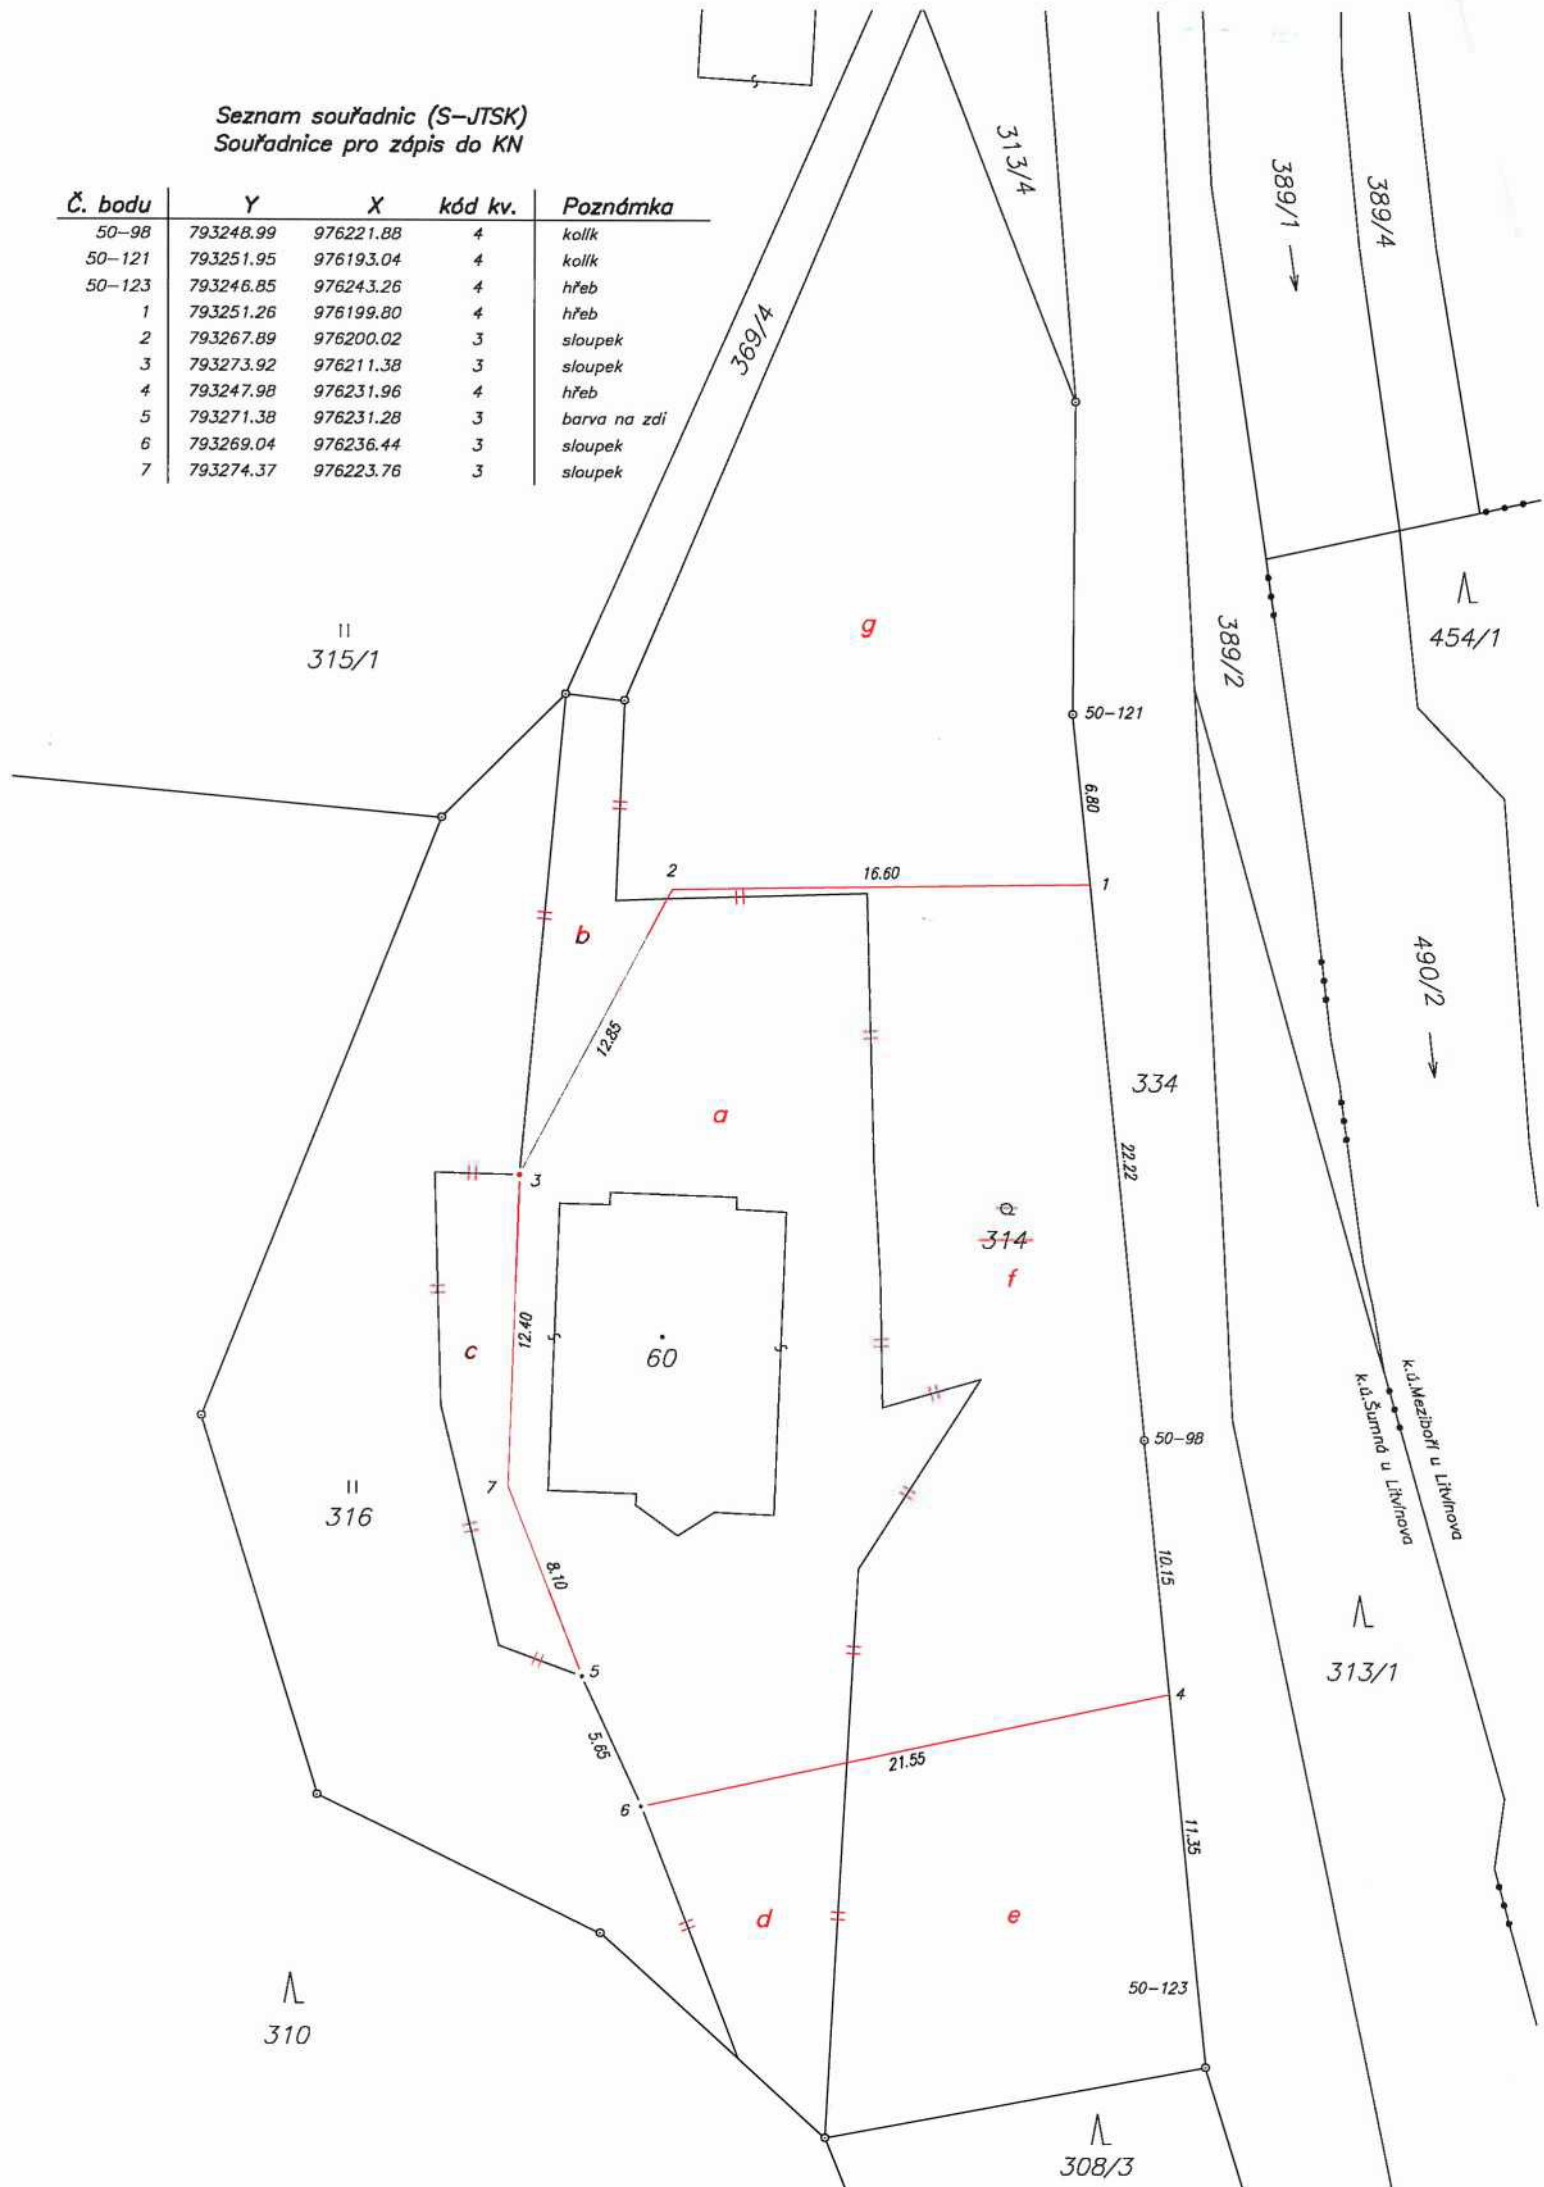 Seznam souřadnic (S-JTSK)
Souřadnice pro zápis do KN
Č. bodu Y X kód kv. Poznámka
50-98 793248.99 976221.88 4 kolík
50-121 793251.95 976193.04 4 kolík
50-123 793246.85 976243.26 4 hřeb
1 793251.26 976199.80 4 hřeb
2 793267.89 976200.02 3 sloupek
3 793273.92 976211.38 3 sloupek
4 793247.98 976231.96 4 hřeb
5 793271.38 976231.28 3 barva na zdi
6 793269.04 976236.44 3 sloupek
7 793274.37 976223.76 3 sloupek
313/4
389/1
389/4
369/4
g
315/1
389/2
454/1
50-121
6.80
2
16.60
1
b
490/2
12.85
334
a
22.22
3
314
f
12.40
c
60
k.ú.Meziboří u Litvínova
k.ú.Šumná u Litvínova
50-98
7
316
8.10
10.15
5
313/1
4
5.65
21.55
6
11.35
d
e
50-123
310
308/3